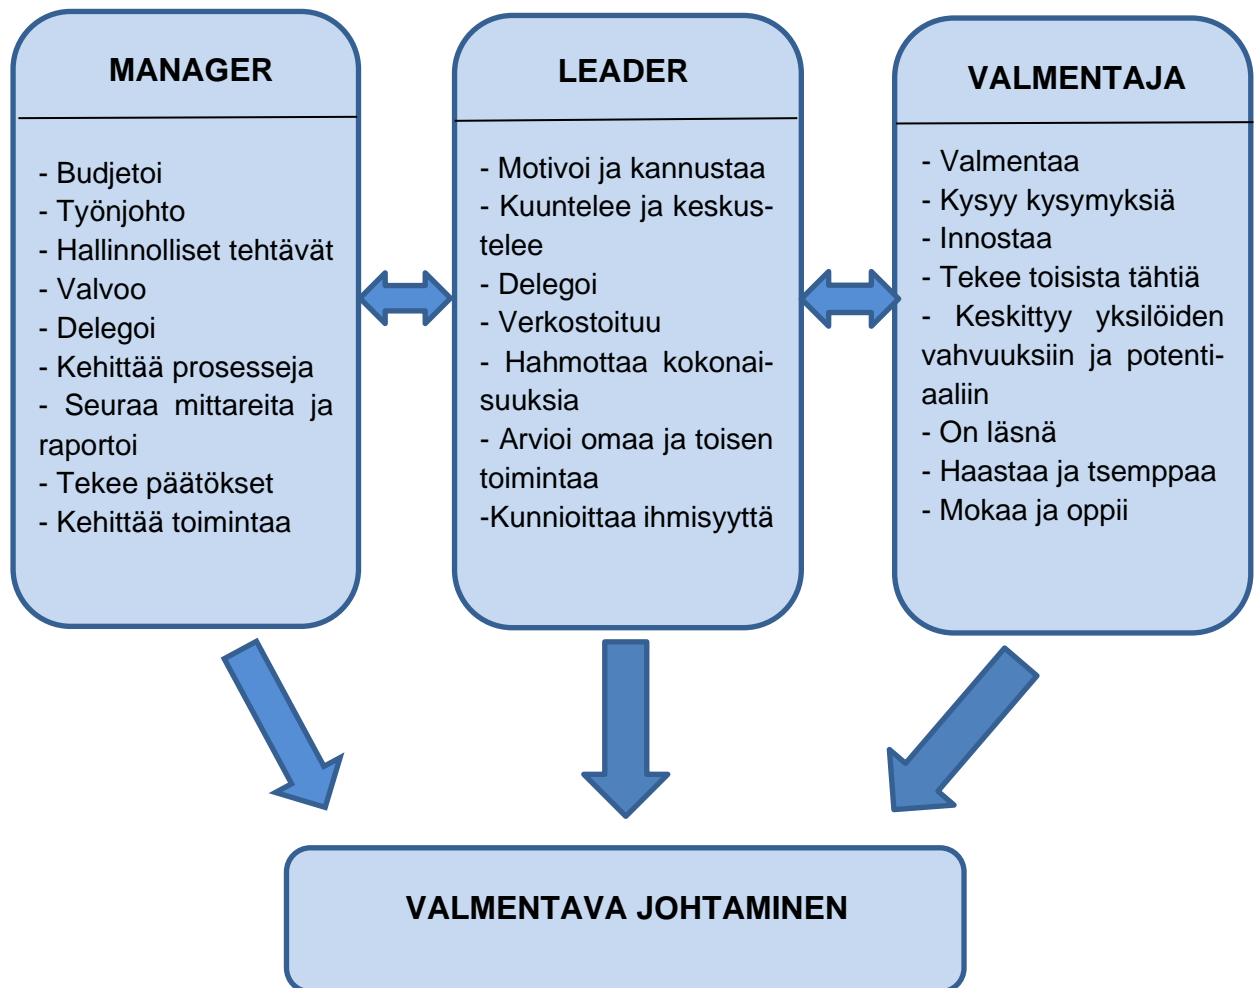 MANAGER
- Budjetoi
- Työnjohto
- Hallinnolliset tehtävät
- Valvoo
- Delegoi
- Kehittää prosesseja
- Seuraa mittareita ja
raportoi
- Tekee päätökset
- Kehittää toimintaa
LEADER
- Motivoi ja kannustaa
- Kuuntelee ja keskus-
telee
- Delegoi
- Verkostoituu
- Hahmottaa kokonai-
suuksia
- Arvioi omaa ja toisen
toimintaa
-Kunnioittaa ihmisyyttä
VALMENTAJA
- Valmentaa
- Kysyy kysymyksiä
- Innostaa
- Tekee toisista tähtiä
- Keskittyy yksilöiden
vahvuuksiin ja potenti-
aaliin
- On läsnä
- Haastaa ja tsemppaa
- Mokaa ja oppii
VALMENTAVA JOHTAMINEN